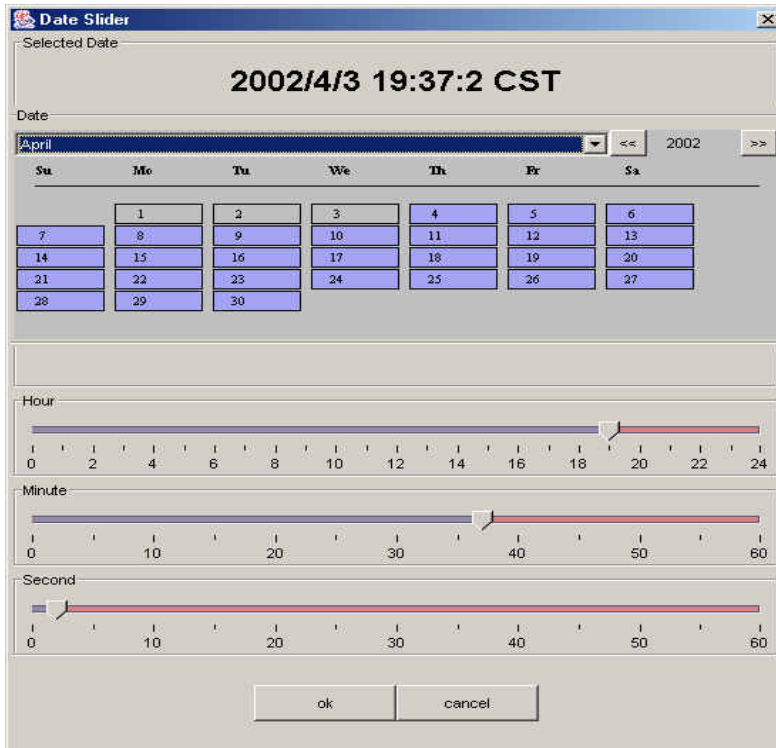 Date Slider
Selected Date
2002/4/3 19:37:2 CST
Date
April << 2002 >>
Su Mo Tu We Th Fr Sa
1 2 3 4 5 6
7 8 9 10 11 12 13
14 15 16 17 18 19 20
21 22 23 24 25 26 27
28 29 30
Hour
0 2 4 6 8 10 12 14 16 18 20 22 24
Minute
0 10 20 30 40 50 60
Second
0 10 20 30 40 50 60
ok cancel